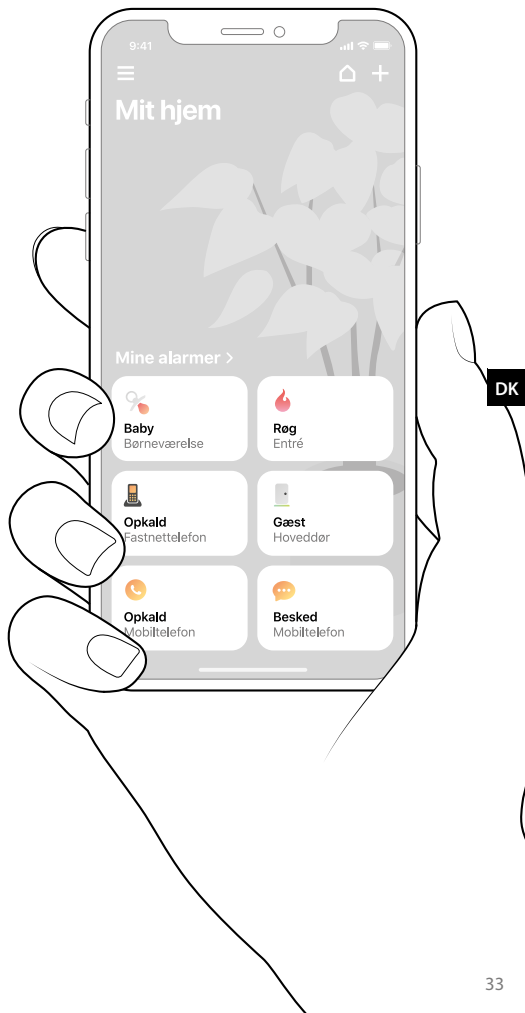 9:41
Mit hjem
Mine alarmer >
Baby
Børneværelse
Røg
Entré
DK
Opkald
Fastnettelefon
Gæst
Hoveddør
Opkald
Mobiltelefon
Besked
Mobiltelefon
33